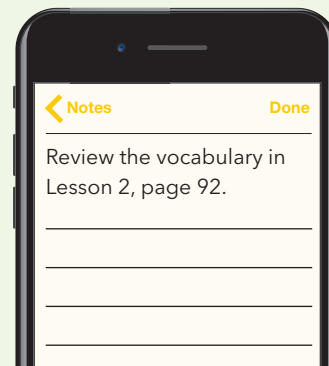 Notes Done
Review the vocabulary in
Lesson 2, page 92.